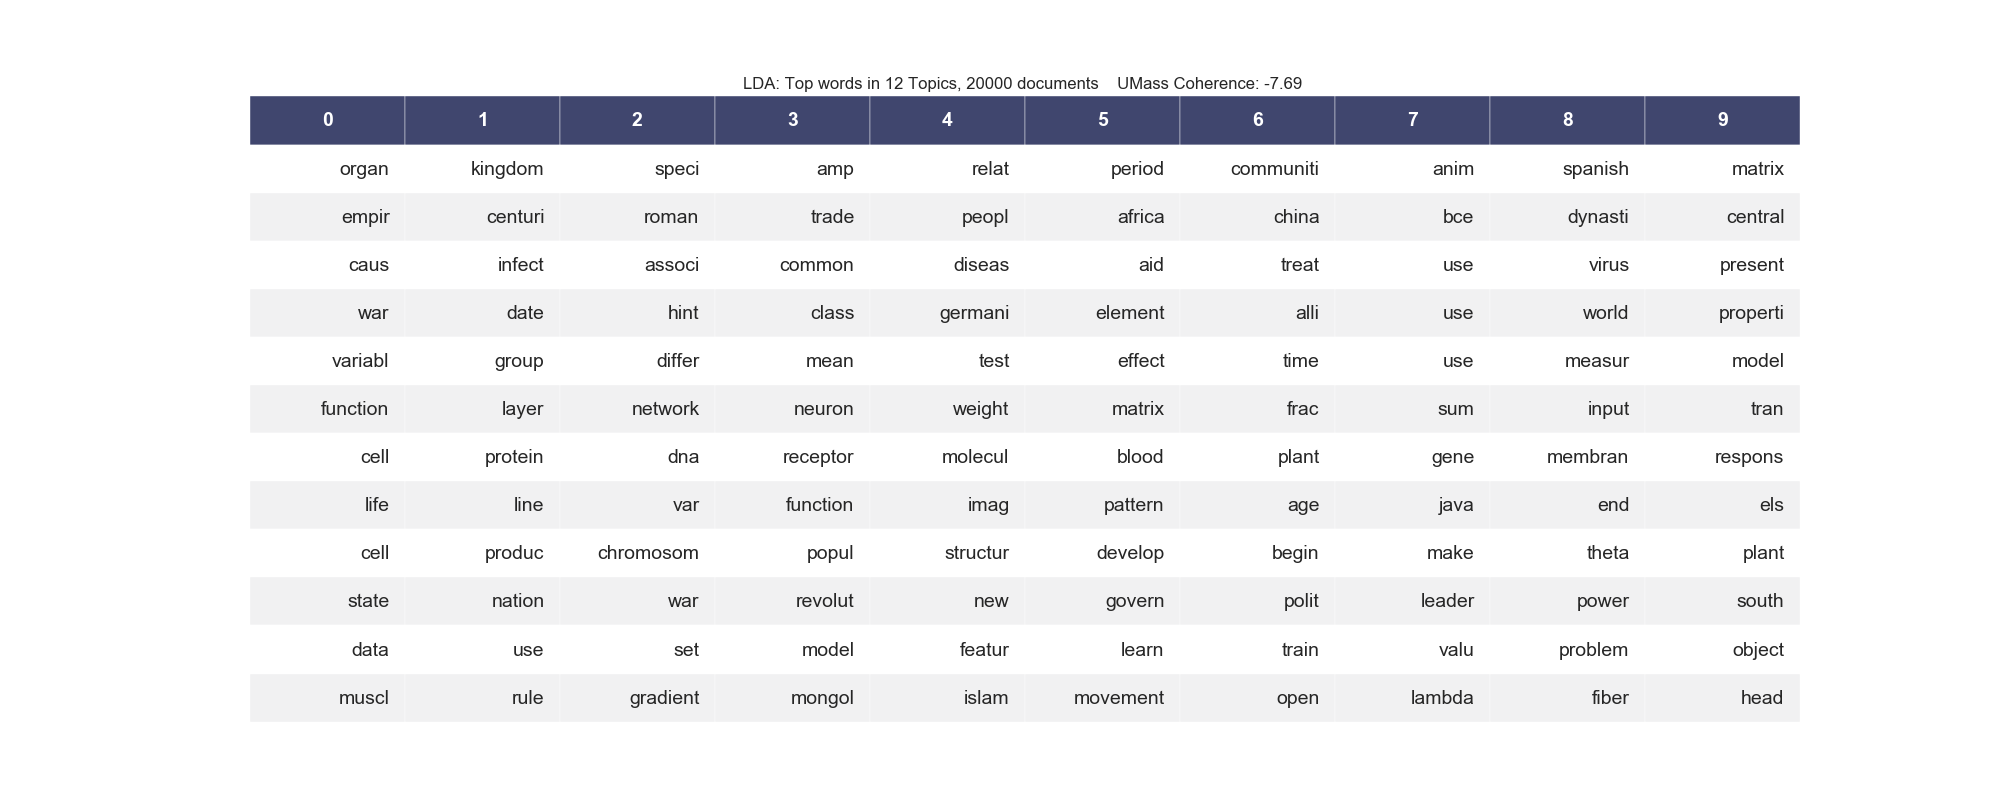 LDA: Top words in 12 Topics, 20000 documents    UMass Coherence: -7.69
0 1 2 3 4 5 6 7 8 9
organ kingdom speci amp relat period communiti anim spanish matrix
empir centuri roman trade peopl africa china bce dynasti central
caus infect associ common diseas aid treat use virus present
war date hint class germani element alli use world properti
variabl group differ mean test effect time use measur model
function layer network neuron weight matrix frac sum input tran
cell protein dna receptor molecul blood plant gene membran respons
life line var function imag pattern age java end els
cell produc chromosom popul structur develop begin make theta plant
state nation war revolut new govern polit leader power south
data use set model featur learn train valu problem object
muscl rule gradient mongol islam movement open lambda fiber head